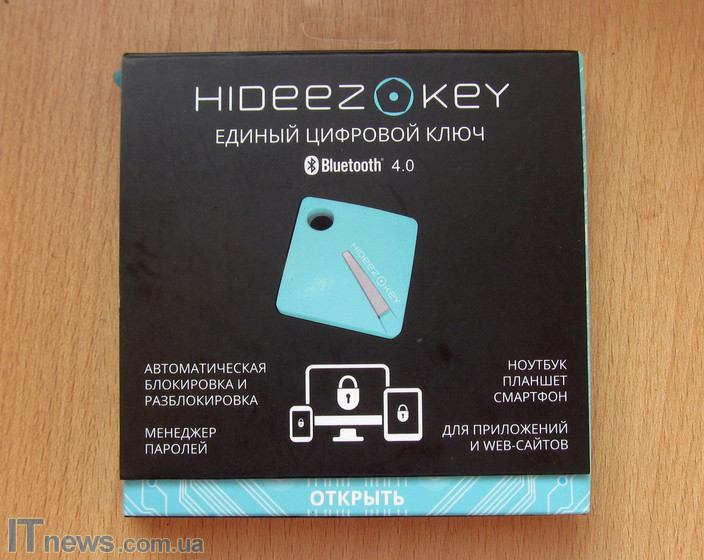 HIDEEZ KEY
ЕДИНЫЙ ЦИФРОВОЙ КЛЮЧ
Bluetooth 4.0
HIDEEZ KEY
АВТОМАТИЧЕСКАЯ
БЛОКИРОВКА И
РАЗБЛОКИРОВКА
МЕНЕДЖЕР
ПАРОЛЕЙ
НОУТБУК
ПЛАНШЕТ
СМАРТФОН
ДЛЯ ПРИЛОЖЕНИЙ
И WEB-САЙТОВ
ОТКРЫТЬ
ITnews.com.ua